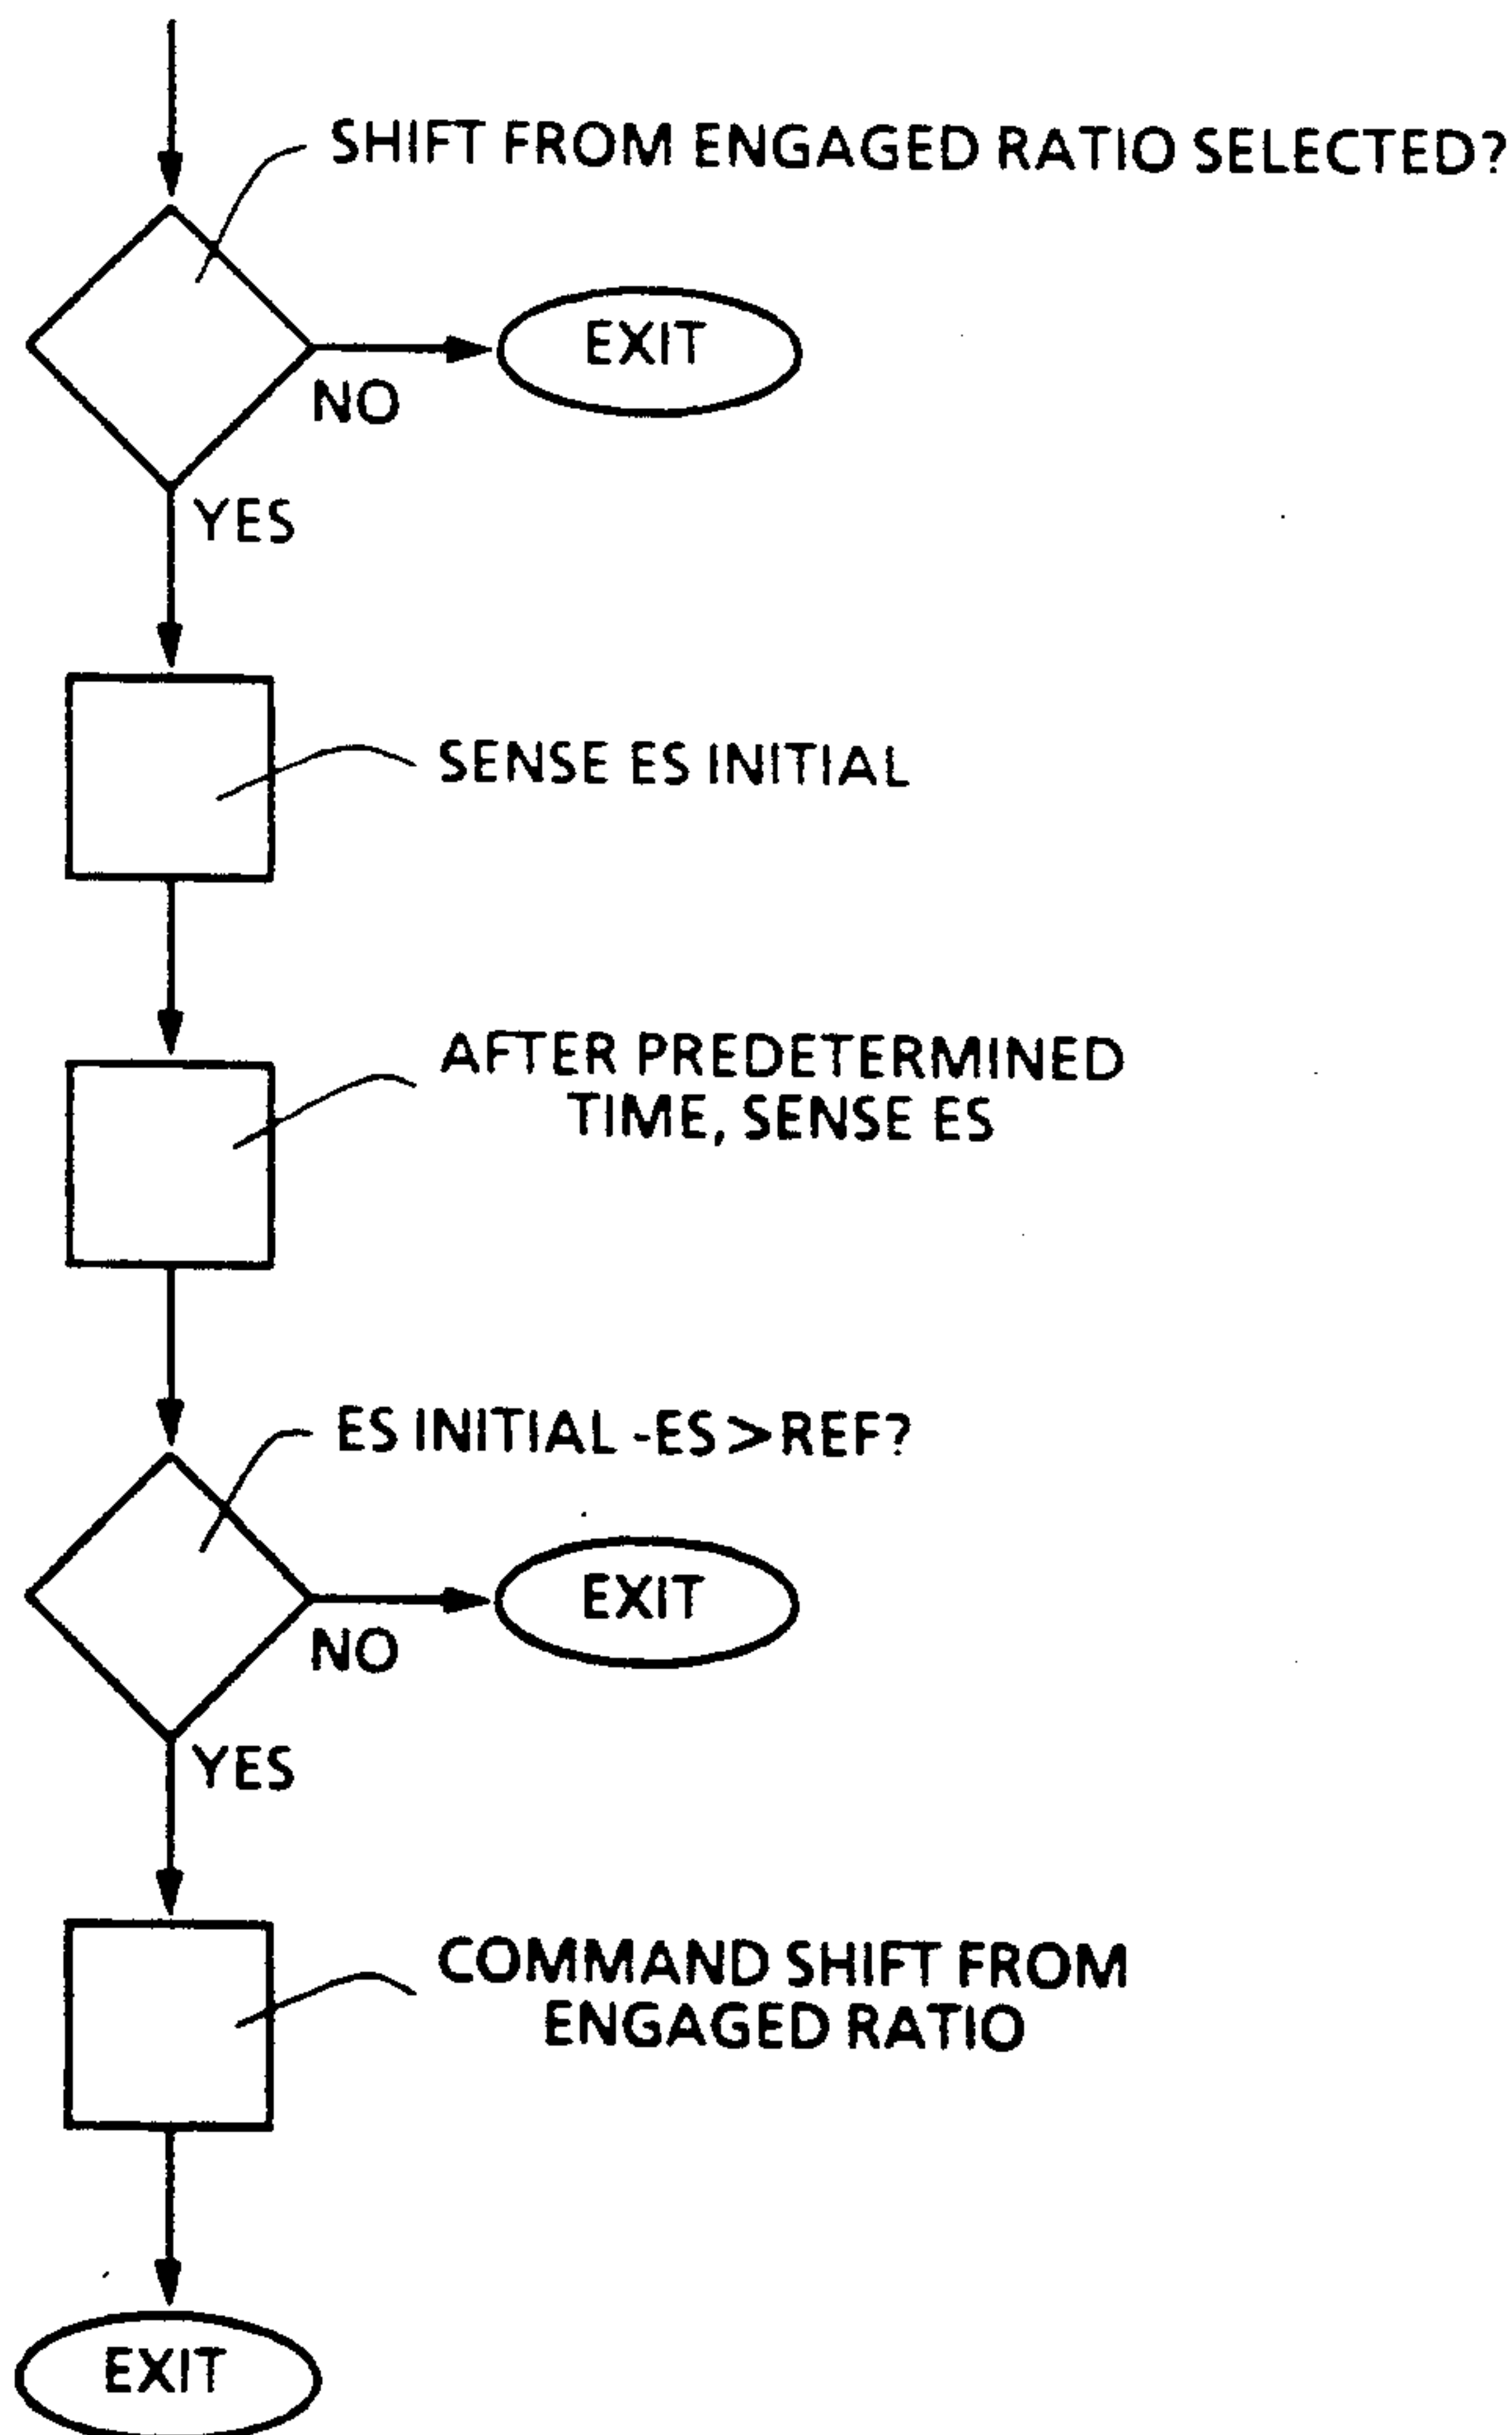 SHIFT FROM ENGAGED RATIO SELECTED?
EXIT
NO
YES
SENSE ES INITIAL
AFTER PREDETERMINED
TIME, SENSE ES
ES INITIAL -ES > REF?
EXIT
NO
YES
COMMAND SHIFT FROM
ENGAGED RATIO
EXIT